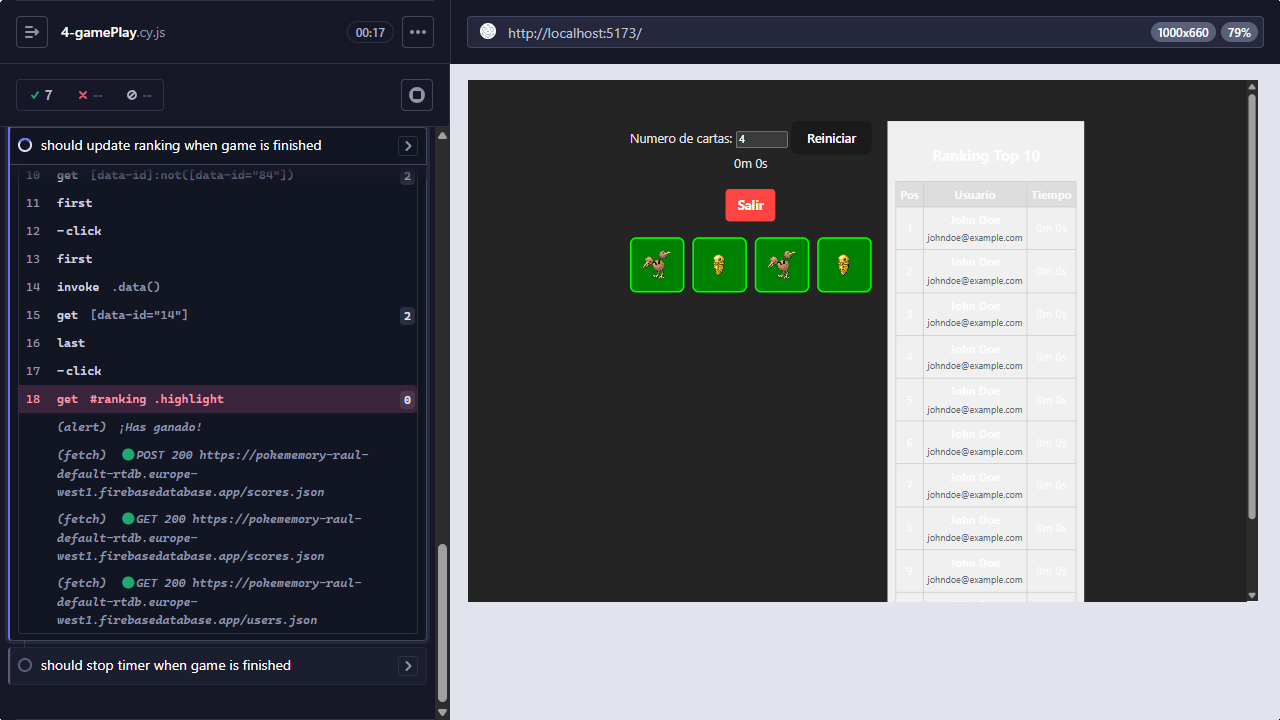 4-gamePlay.cy.js
00:17
http://localhost:5173/
1000x660
79%
7
--
--
should update ranking when game is finished
10 get [data-id]:not([data-id="84"]) 2
11 first
12 -click
13 first
14 invoke .data()
15 get [data-id="14"] 2
16 last
17 -click
18 get #ranking .highlight 0
(alert) ¡Has ganado!
(fetch) POST 200 https://pokememory-raul-
default-rtdb.europe-
west1.firebasedatabase.app/scores.json
(fetch) GET 200 https://pokememory-raul-
default-rtdb.europe-
west1.firebasedatabase.app/scores.json
(fetch) GET 200 https://pokememory-raul-
default-rtdb.europe-
west1.firebasedatabase.app/users.json
should stop timer when game is finished
Numero de cartas: 4 Reiniciar
0m 0s
Salir
Ranking Top 10
Pos Usuario Tiempo
1 John Doe 0m 0s
johndoe@example.com
2 John Doe 0m 0s
johndoe@example.com
3 John Doe 0m 0s
johndoe@example.com
4 John Doe 0m 0s
johndoe@example.com
5 John Doe 0m 0s
johndoe@example.com
6 John Doe 0m 0s
johndoe@example.com
7 John Doe 0m 0s
johndoe@example.com
8 John Doe 0m 0s
johndoe@example.com
9 John Doe 0m 0s
johndoe@example.com